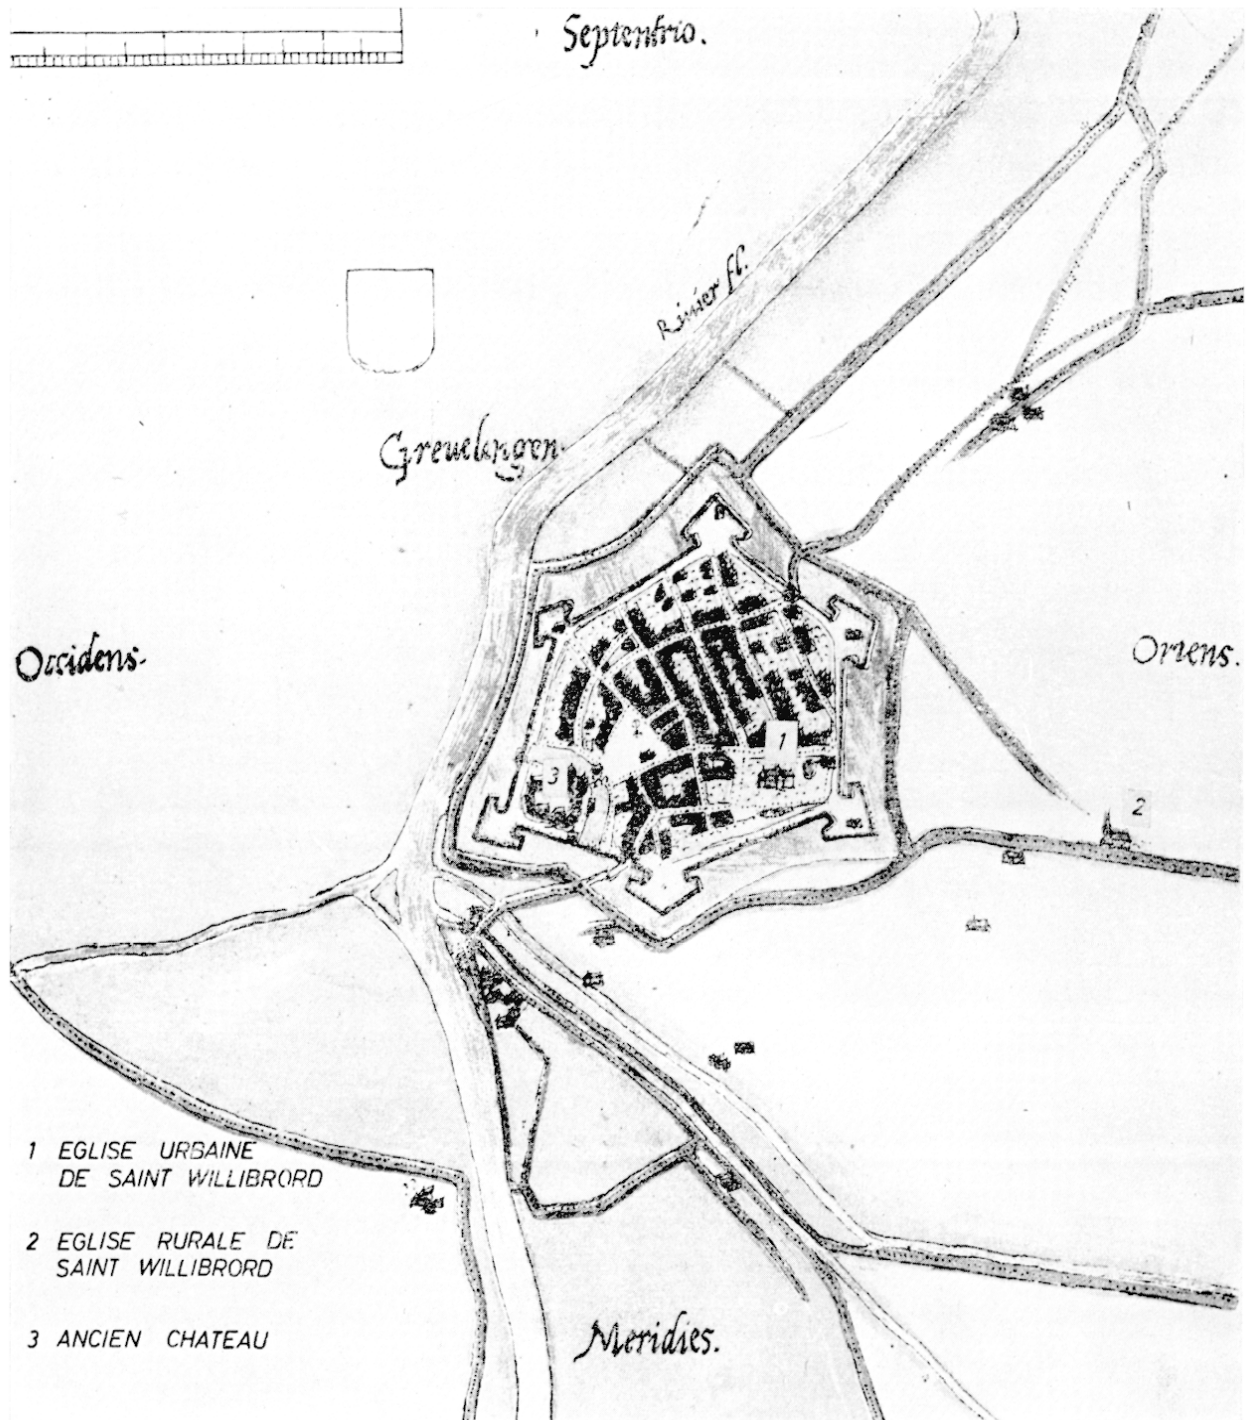 Septentrio.
Riuier fl.
Greuelingen.
Occidens.
Oriens.
1
3
2
1 EGLISE URBAINE
DE SAINT WILLIBRORD
2 EGLISE RURALE DE
SAINT WILLIBRORD
3 ANCIEN CHATEAU
Meridies.